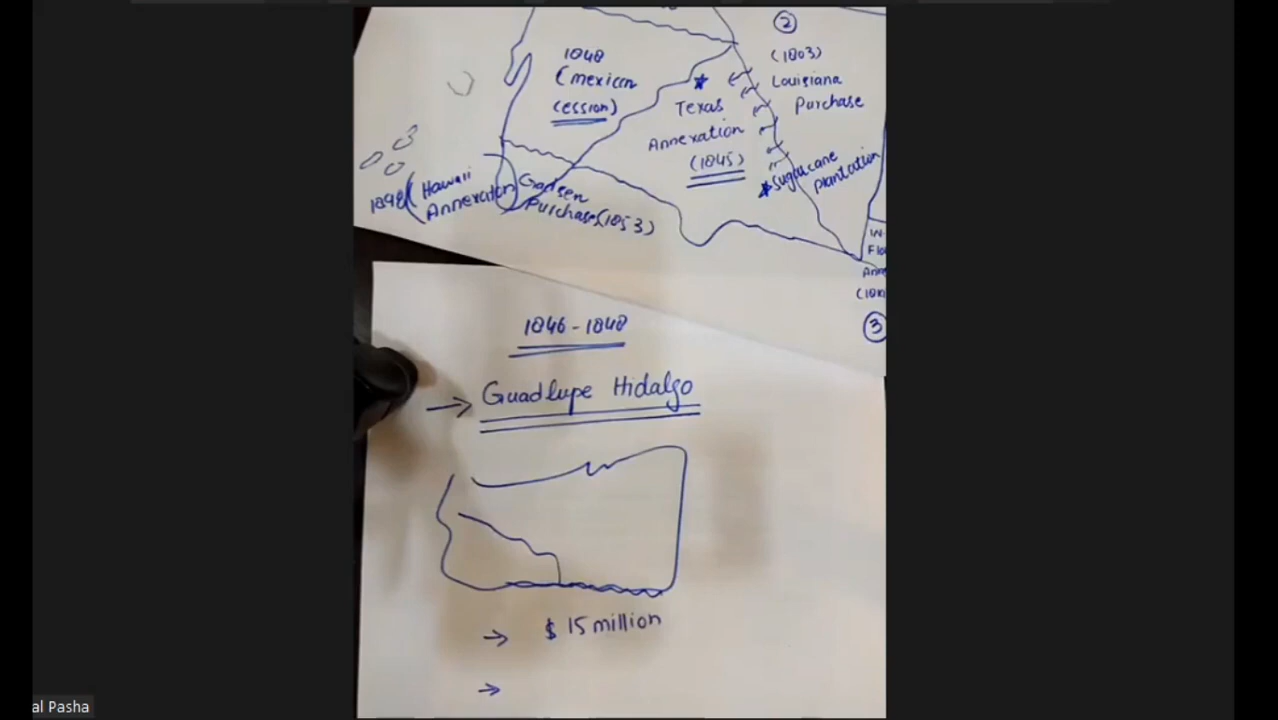 2
1848
(mexican
cession)
(1803)
Louisiana
Purchase
Texas
Annexation
(1845)
Sugarcane
plantation
1898
Hawaii
Annexation
Gadsen
Purchase(1853)
3
1846-1848
→ Guadlupe Hidalgo
→ $ 15 million
→
al Pasha